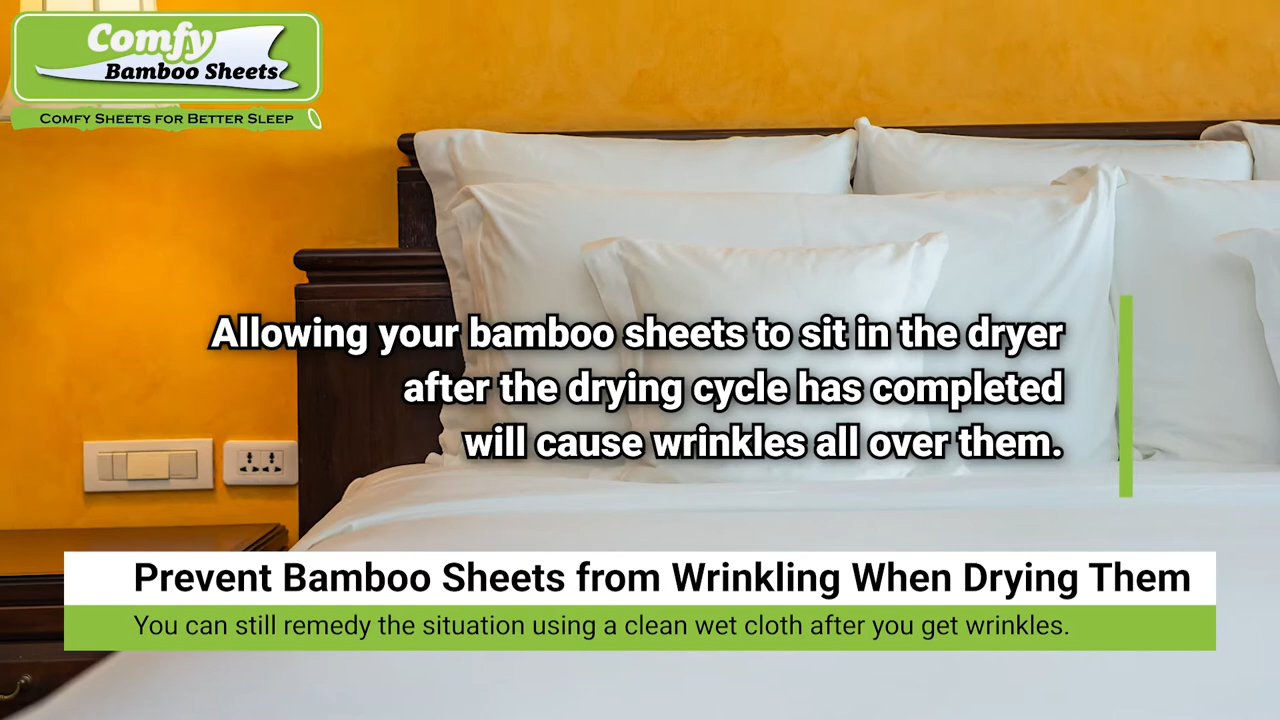 Comfy
Bamboo Sheets
COMFY SHEETS FOR BETTER SLEEP
Allowing your bamboo sheets to sit in the dryer
after the drying cycle has completed
will cause wrinkles all over them.
Prevent Bamboo Sheets from Wrinkling When Drying Them
You can still remedy the situation using a clean wet cloth after you get wrinkles.